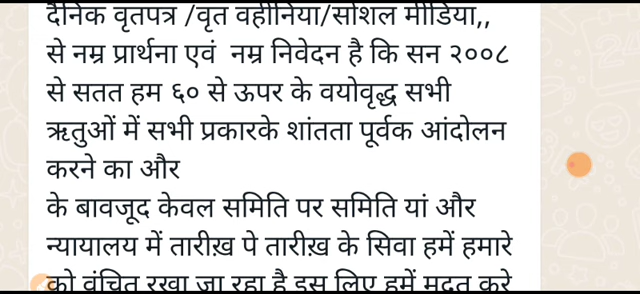 दैनिक वृतपत्र /वृत वहीनिया/सोशल मीडिया,,
से नम्र प्रार्थना एवं नम्र निवेदन है कि सन २००८
से सतत हम ६० से ऊपर के वयोवृद्ध सभी
ऋतुओं में सभी प्रकारके शांतता पूर्वक आंदोलन
करने का और
के बावजूद केवल समिति पर समिति यां और
न्यायालय में तारीख़ पे तारीख़ के सिवा हमें हमारे
को वंचित रखा जा रहा है इस लिए हमें मदत करे